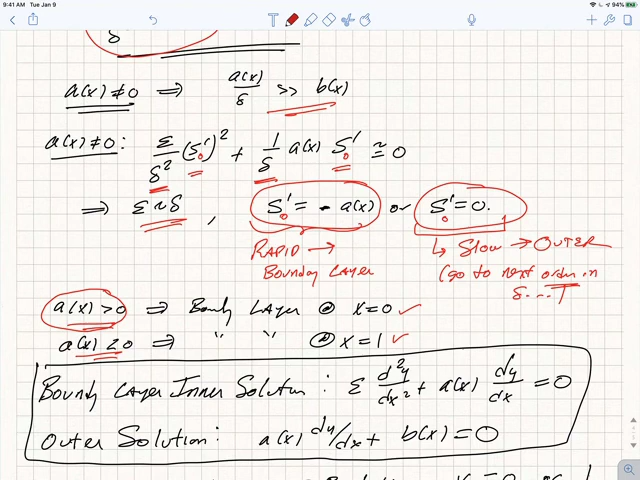 9:41 AM Tue Jan 9
94%
δ
a(x) ≠ 0 ⇒ a(x)/δ >> b(x)
a(x) ≠ 0: ε/δ² (S₀')² + 1/δ a(x) S₀' ≅ 0
⇒ ε ~ δ, S₀' = - a(x) or S₀' = 0.
RAPID → ↳ Slow → OUTER
Boundary Layer (go to next order in
δ...)
a(x) > 0 ⇒ Boundy Layer @ x=0 ✓
a(x) < 0 ⇒ " " @ x=1 ✓
Boundy Layer Inner Solution: ε d²y/dx² + a(x) dy/dx = 0
Outer Solution: a(x) dy/dx + b(x) = 0